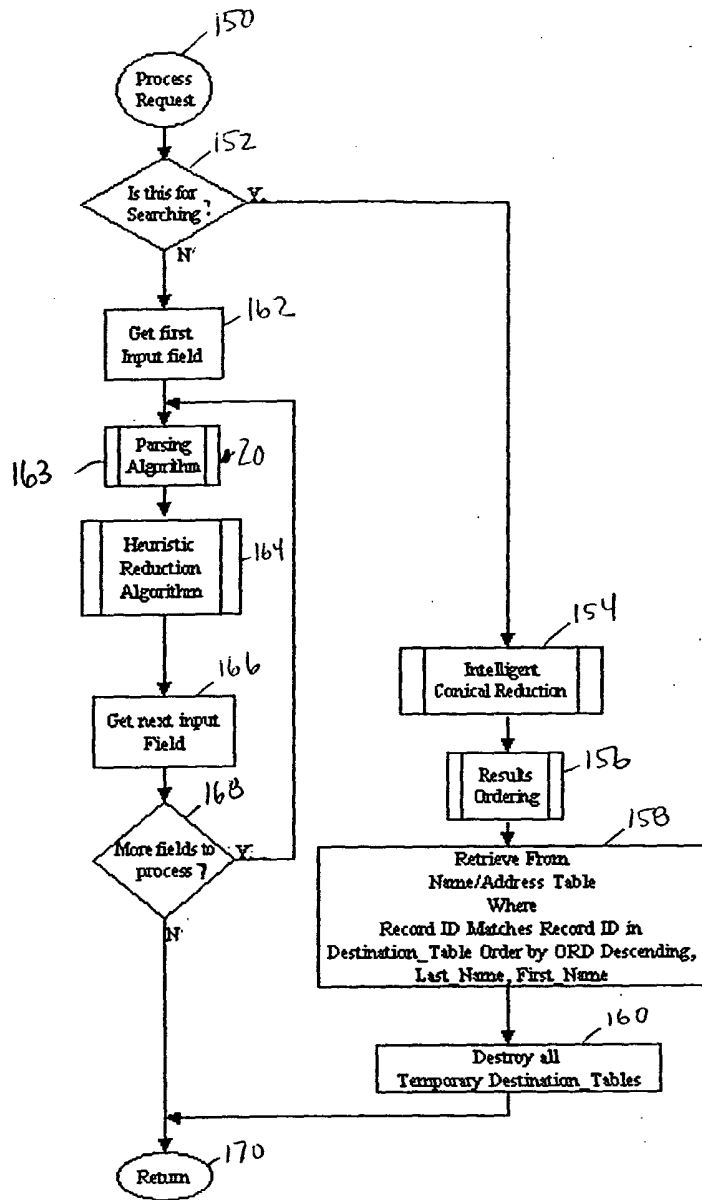 150
Process
Request
152
Is this for
Searching?
Y
N
162
Get first
Input field
163
Parsing
Algorithm
20
Heuristic
Reduction
Algorithm
164
166
Get next input
Field
168
More fields to
process?
Y
N
154
Intelligent
Conical Reduction
Results
Ordering
156
158
Retrieve From
Name/Address Table
Where
Record ID Matches Record ID in
Destination_Table Order by ORD Descending,
Last_Name, First_Name
160
Destroy all
Temporary Destination_Tables
Return
170